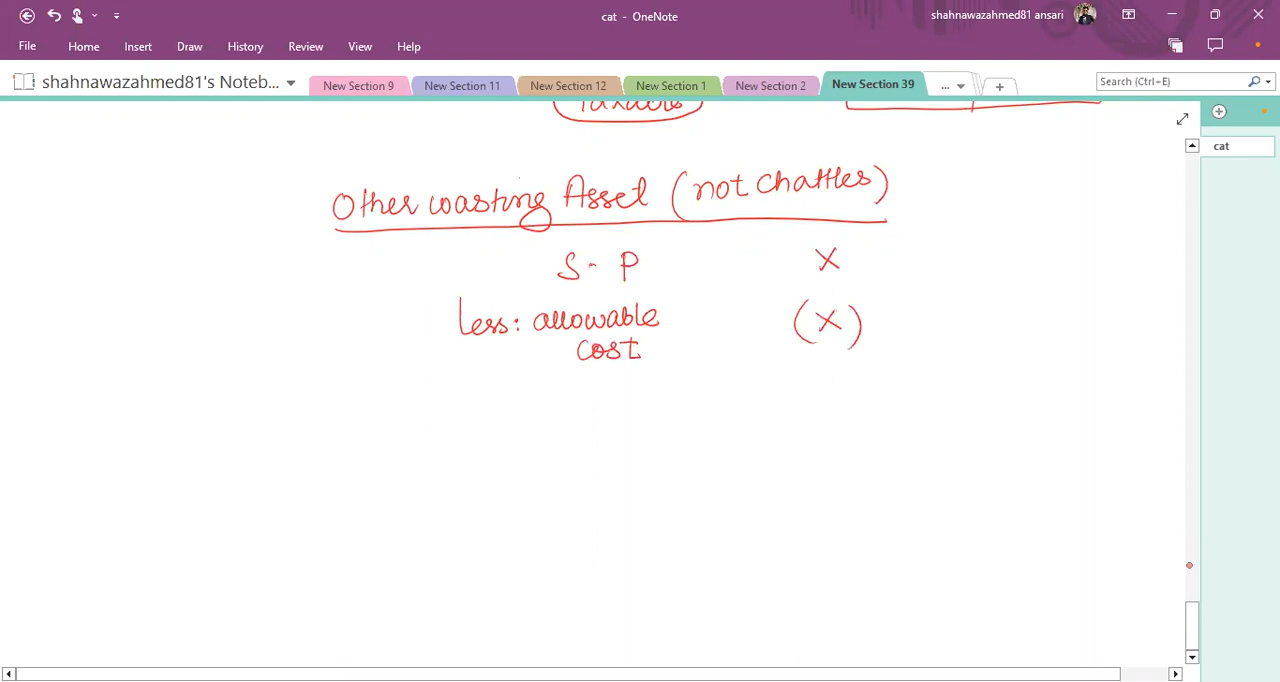 cat - OneNote
shahnawazahmed81 ansari
File Home Insert Draw History Review View Help
shahnawazahmed81's Noteb... New Section 9 New Section 11 New Section 12 New Section 1 New Section 2 New Section 39 ... Search (Ctrl+E)
cat
Other wasting Asset (not chattles)
S - P X
less: allowable (X)
cost